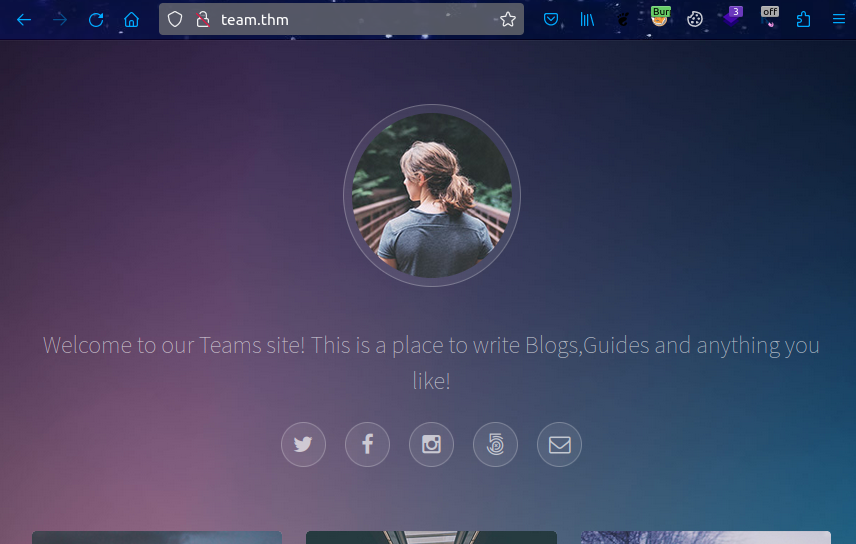 team.thm
Burr
3
off
Welcome to our Teams site! This is a place to write Blogs,Guides and anything you
like!